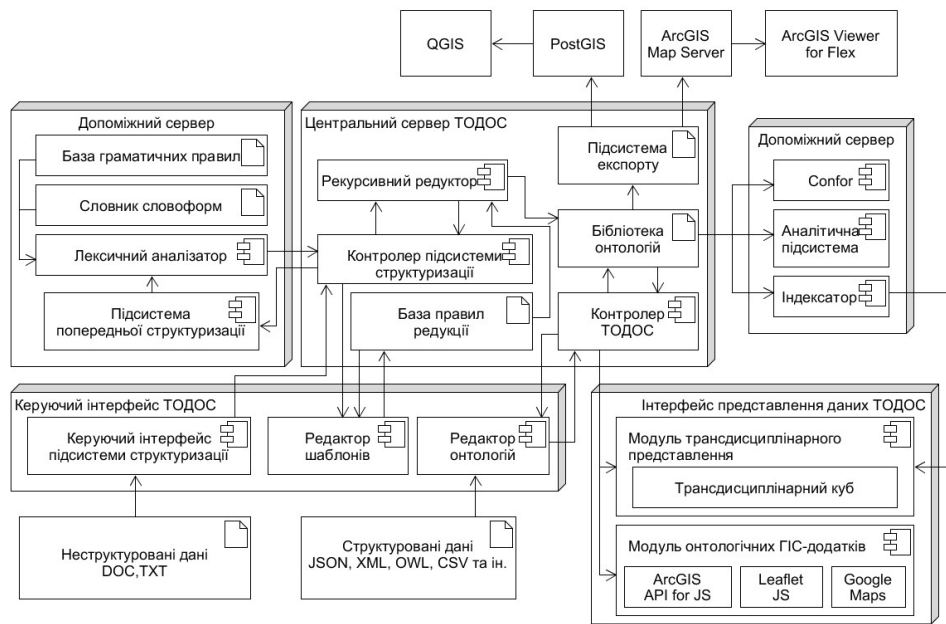 QGIS
PostGIS
ArcGIS
Map Server
ArcGIS Viewer
for Flex
Допоміжний сервер
База граматичних правил
Словник словоформ
Лексичний аналізатор
Підсистема
попередньої структуризації
Центральний сервер ТОДОС
Рекурсивний редуктор
Контролер підсистеми
структуризації
База правил
редукції
Підсистема
експорту
Бібліотека
онтологій
Контролер
ТОДОС
Допоміжний сервер
Confor
Аналітична
підсистема
Індексатор
Керуючий інтерфейс ТОДОС
Керуючий інтерфейс
підсистеми структуризації
Редактор
шаблонів
Редактор
онтологій
Неструктуровані дані
DOC,TXT
Структуровані дані
JSON, XML, OWL, CSV та ін.
Інтерфейс представлення даних ТОДОС
Модуль трансдисциплінарного
представлення
Трансдисциплінарний куб
Модуль онтологічних ГІС-додатків
ArcGIS
API for JS
Leaflet
JS
Google
Maps